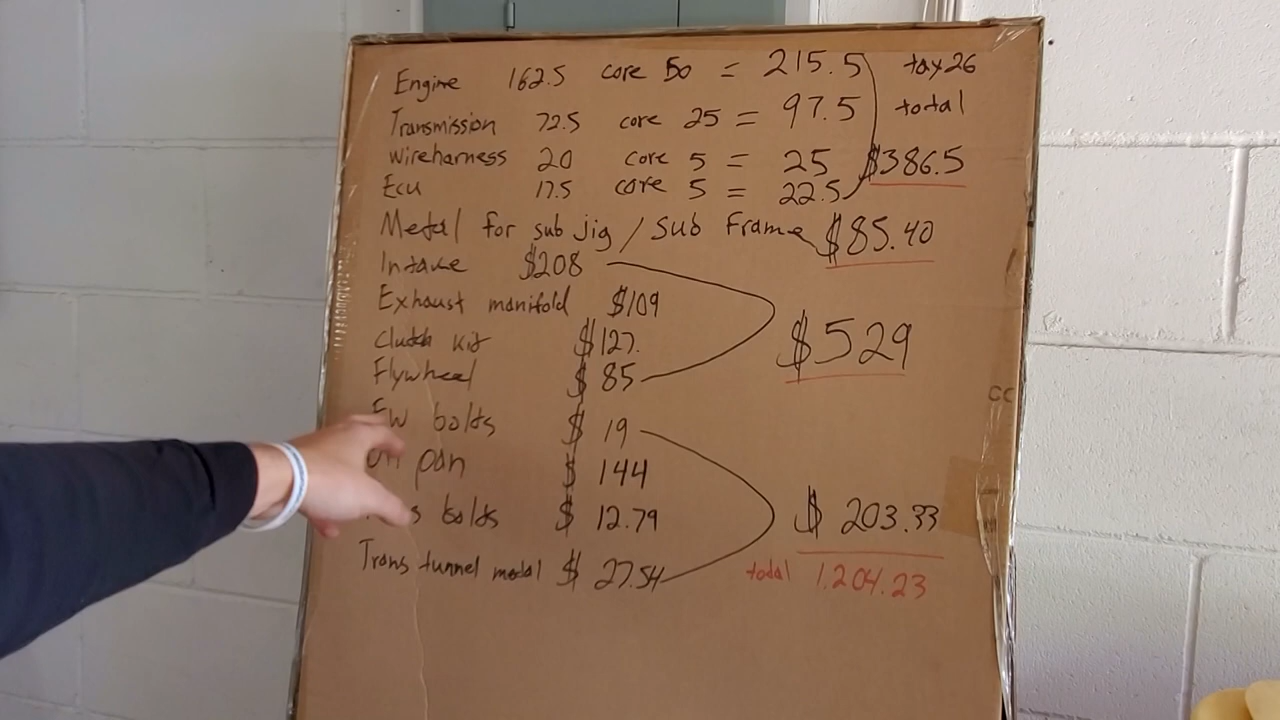 Engine 162.5 core 50 = 215.5 tax 26
Transmission 72.5 core 25 = 97.5 total
wireharness 20 core 5 = 25 $386.5
Ecu 17.5 core 5 = 22.5
Metal for sub jig / Sub Frame $85.40
Intake $208
Exhaust manifold $109
Clutch kit $127.
Flywheel $85 $529
FW bolts $19
pan $144
bolts $12.79 $203.33
Trans tunnel metal $27.54 total 1.204.23
CC